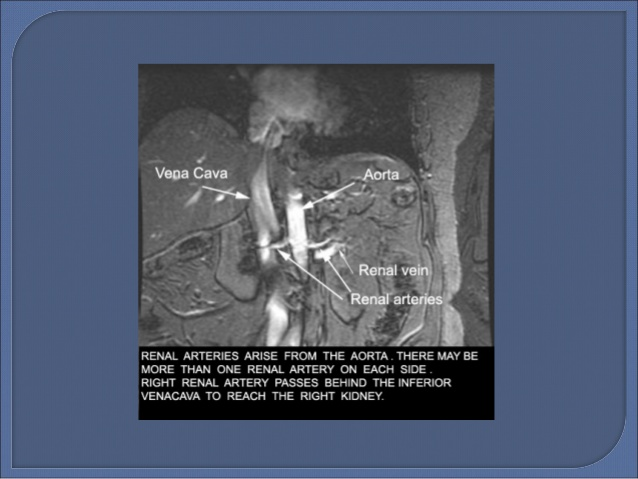 Vena Cava
Aorta
Renal vein
Renal arteries
RENAL ARTERIES ARISE FROM THE AORTA . THERE MAY BE
MORE THAN ONE RENAL ARTERY ON EACH SIDE .
RIGHT RENAL ARTERY PASSES BEHIND THE INFERIOR
VENACAVA TO REACH THE RIGHT KIDNEY.